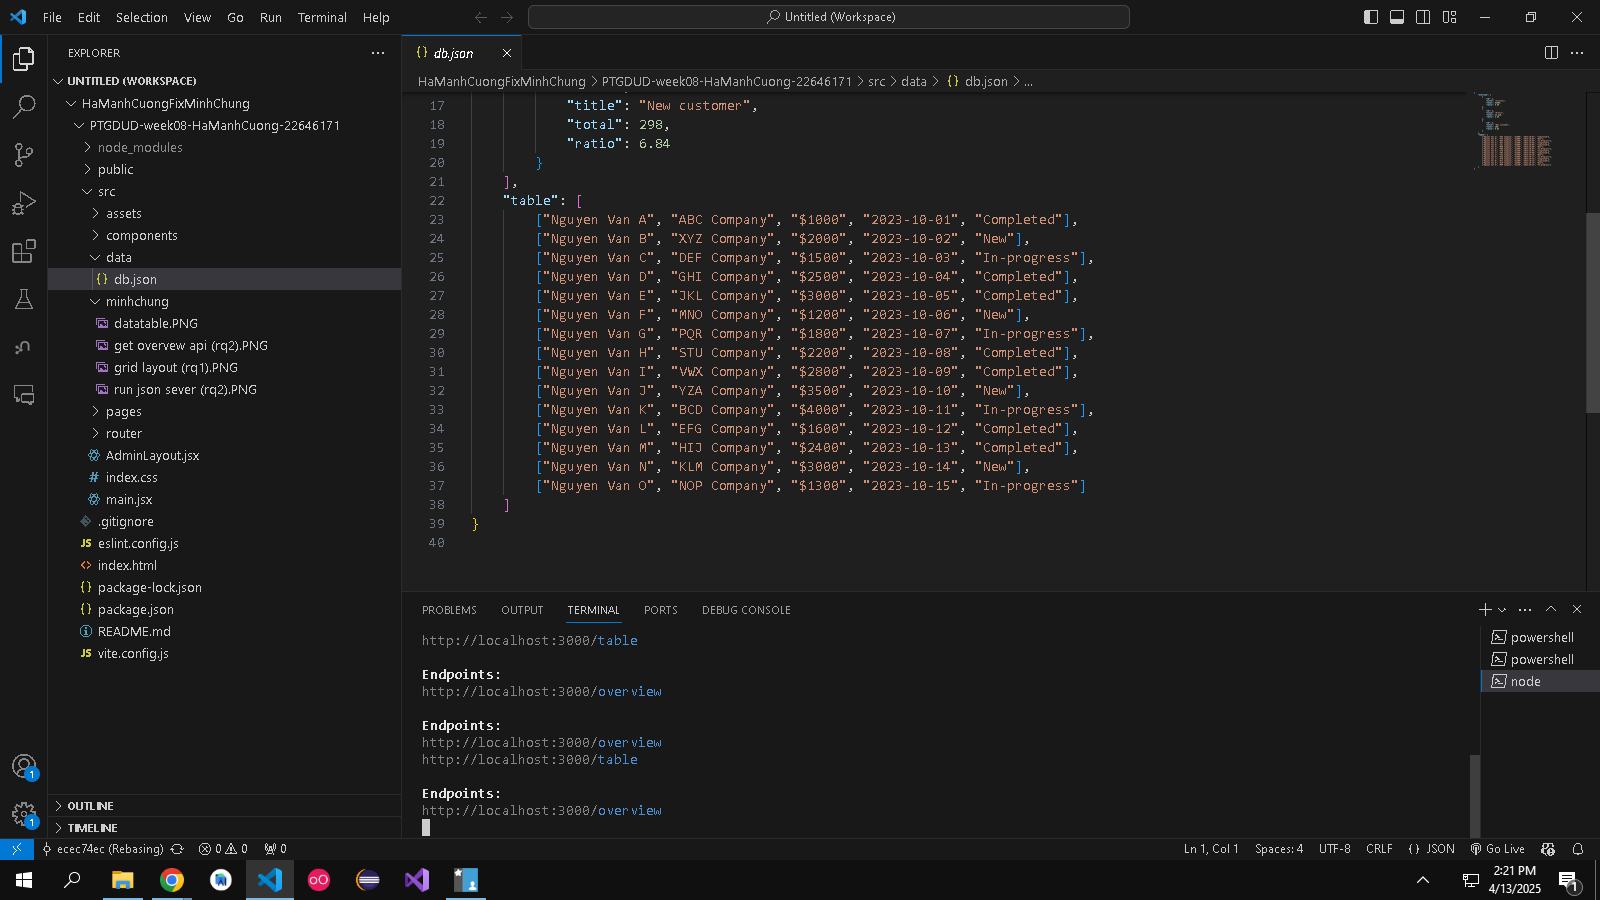 File Edit Selection View Go Run Terminal Help
Untitled (Workspace)
EXPLORER
UNTITLED (WORKSPACE)
HaManhCuongFixMinhChung
PTGDUD-week08-HaManhCuong-22646171
node_modules
public
src
assets
components
data
{} db.json
minhchung
datatable.PNG
get overvew api (rq2).PNG
grid layout (rq1).PNG
run json sever (rq2).PNG
pages
router
AdminLayout.jsx
# index.css
main.jsx
.gitignore
JS eslint.config.js
<> index.html
{} package-lock.json
{} package.json
README.md
JS vite.config.js
OUTLINE
TIMELINE
{} db.json
HaManhCuongFixMinhChung > PTGDUD-week08-HaManhCuong-22646171 > src > data > {} db.json > ...
17 "title": "New customer",
18 "total": 298,
19 "ratio": 6.84
20 }
21 ],
22 "table": [
23 ["Nguyen Van A", "ABC Company", "$1000", "2023-10-01", "Completed"],
24 ["Nguyen Van B", "XYZ Company", "$2000", "2023-10-02", "New"],
25 ["Nguyen Van C", "DEF Company", "$1500", "2023-10-03", "In-progress"],
26 ["Nguyen Van D", "GHI Company", "$2500", "2023-10-04", "Completed"],
27 ["Nguyen Van E", "JKL Company", "$3000", "2023-10-05", "Completed"],
28 ["Nguyen Van F", "MNO Company", "$1200", "2023-10-06", "New"],
29 ["Nguyen Van G", "PQR Company", "$1800", "2023-10-07", "In-progress"],
30 ["Nguyen Van H", "STU Company", "$2200", "2023-10-08", "Completed"],
31 ["Nguyen Van I", "VWX Company", "$2800", "2023-10-09", "Completed"],
32 ["Nguyen Van J", "YZA Company", "$3500", "2023-10-10", "New"],
33 ["Nguyen Van K", "BCD Company", "$4000", "2023-10-11", "In-progress"],
34 ["Nguyen Van L", "EFG Company", "$1600", "2023-10-12", "Completed"],
35 ["Nguyen Van M", "HIJ Company", "$2400", "2023-10-13", "Completed"],
36 ["Nguyen Van N", "KLM Company", "$3000", "2023-10-14", "New"],
37 ["Nguyen Van O", "NOP Company", "$1300", "2023-10-15", "In-progress"]
38 ]
39 }
40
PROBLEMS OUTPUT TERMINAL PORTS DEBUG CONSOLE
http://localhost:3000/table
Endpoints:
http://localhost:3000/overview
Endpoints:
http://localhost:3000/overview
http://localhost:3000/table
Endpoints:
http://localhost:3000/overview
powershell
powershell
node
1
1
ecec74ec (Rebasing) 0 0 0
Ln 1, Col 1 Spaces: 4 UTF-8 CRLF {} JSON Go Live
2:21 PM
4/13/2025
1